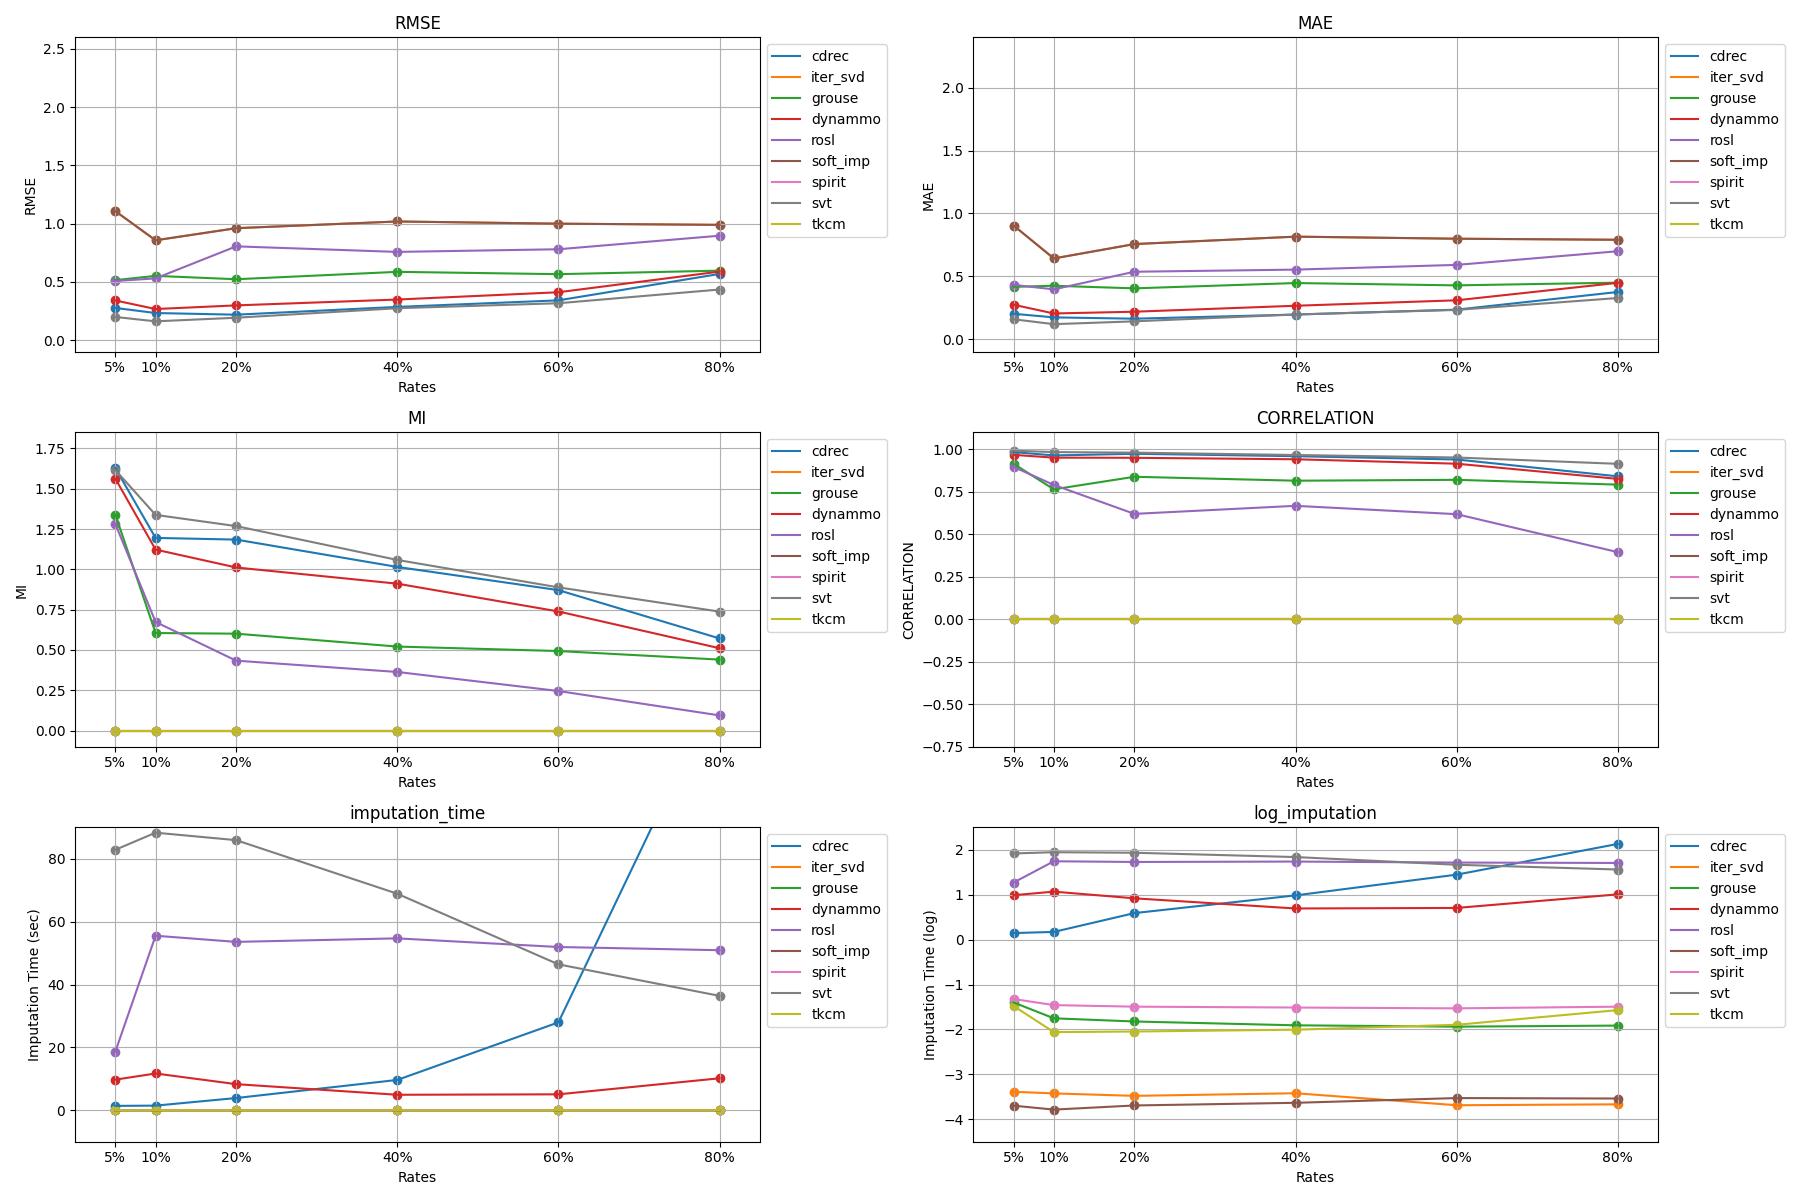 RMSE
2.5
2.0
1.5
1.0
0.5
0.0
RMSE
5% 10% 20% 40% 60% 80%
Rates
cdrec
iter_svd
grouse
dynammo
rosl
soft_imp
spirit
svt
tkcm
MAE
2.0
1.5
1.0
0.5
0.0
MAE
5% 10% 20% 40% 60% 80%
Rates
cdrec
iter_svd
grouse
dynammo
rosl
soft_imp
spirit
svt
tkcm
MI
1.75
1.50
1.25
1.00
0.75
0.50
0.25
0.00
MI
5% 10% 20% 40% 60% 80%
Rates
cdrec
iter_svd
grouse
dynammo
rosl
soft_imp
spirit
svt
tkcm
CORRELATION
1.00
0.75
0.50
0.25
0.00
−0.25
−0.50
−0.75
CORRELATION
5% 10% 20% 40% 60% 80%
Rates
cdrec
iter_svd
grouse
dynammo
rosl
soft_imp
spirit
svt
tkcm
imputation_time
80
60
40
20
0
Imputation Time (sec)
5% 10% 20% 40% 60% 80%
Rates
cdrec
iter_svd
grouse
dynammo
rosl
soft_imp
spirit
svt
tkcm
log_imputation
2
1
0
−1
−2
−3
−4
Imputation Time (log)
5% 10% 20% 40% 60% 80%
Rates
cdrec
iter_svd
grouse
dynammo
rosl
soft_imp
spirit
svt
tkcm